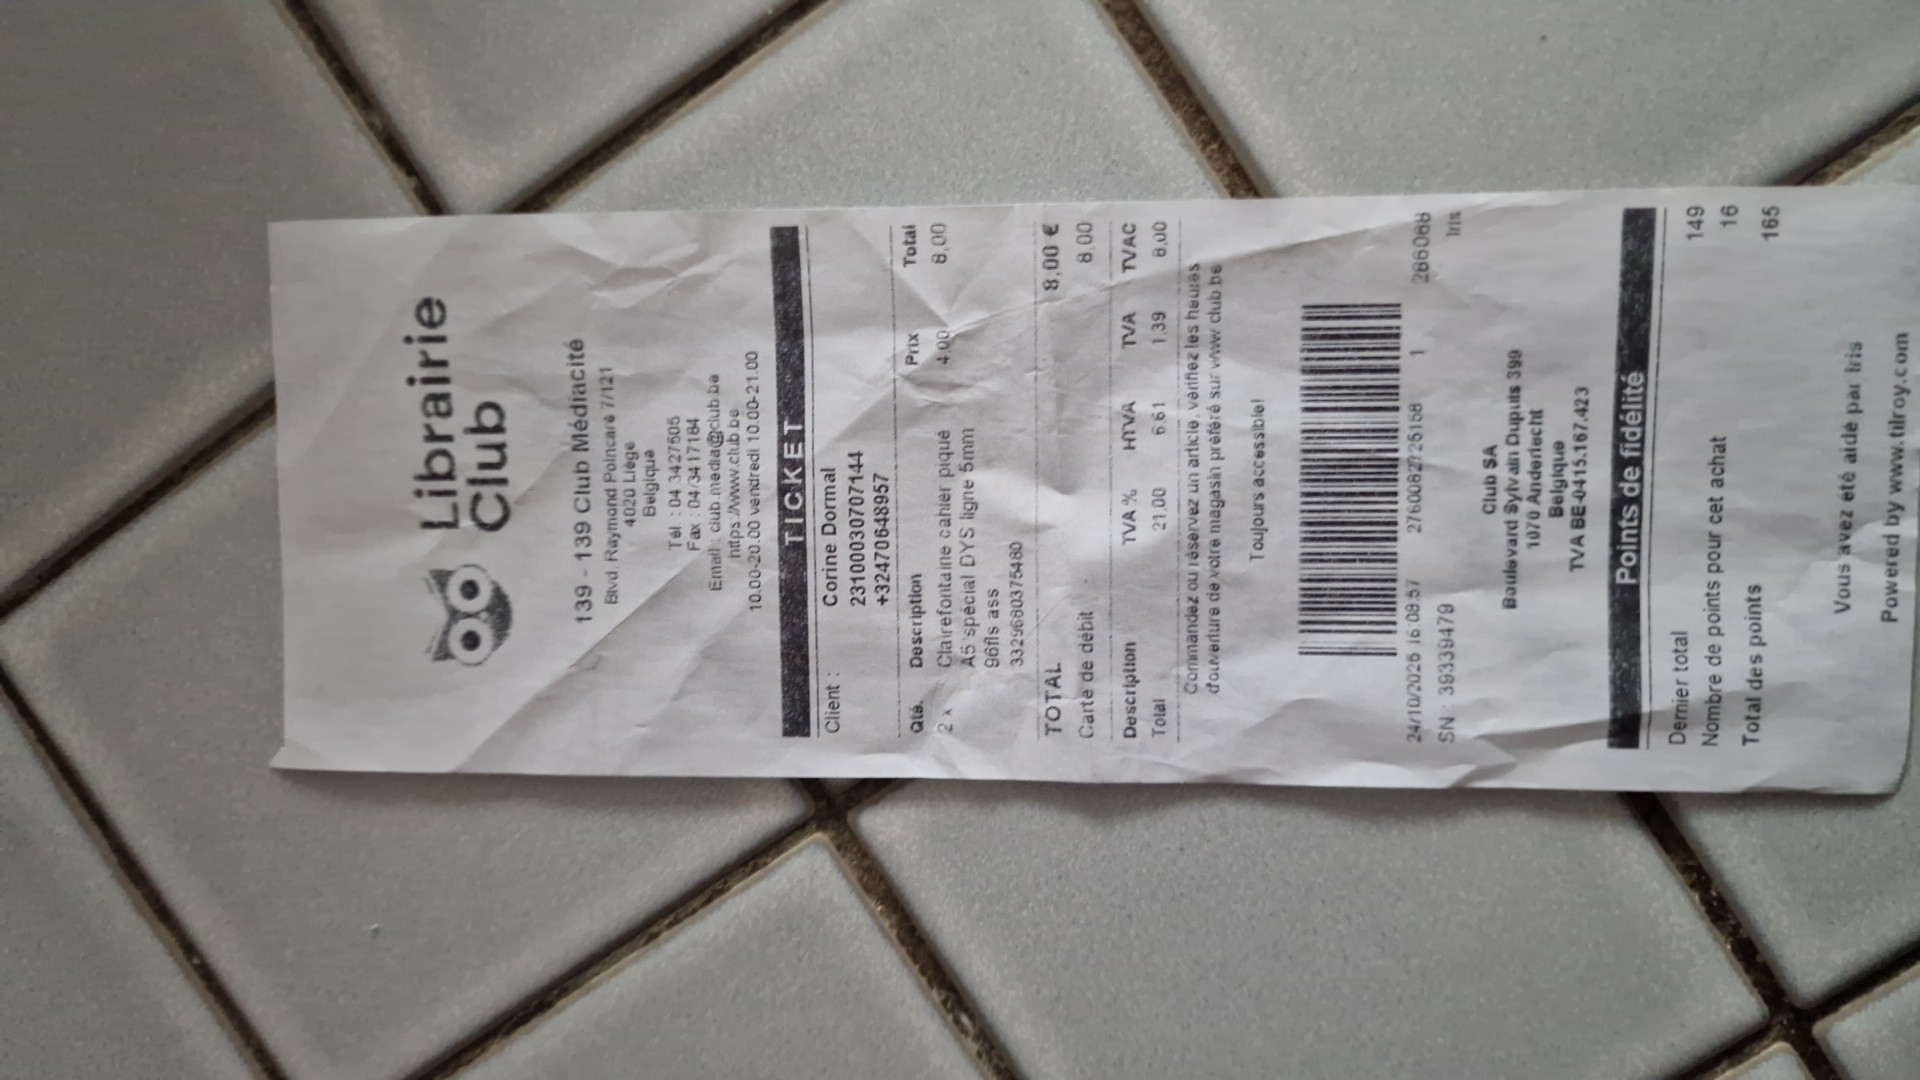 Librairie
Club
139 - 139 Club Médiacité
Blvd. Raymond Poincaré 7/121
4020 Liège
Belgique
Tél : 04 3427605
Fax : 04/3417184
Email : club.media@club.be
https://www.club.be
10.00-20.00 vendredi 10.00-21.00
TICKET
Client : Corine Dormal
23100030707144
+32470648957
Qté. Description Prix Total
2 x Clairefontaine cahier piqué 4.00 8,00
A5 spécial DYS ligne 5mm
96fls ass
3329680375460
TOTAL 8,00 €
Carte de débit 8.00
Description TVA % HTVA TVA TVAC
Total 21,00 6,61 1,39 8,00
Commandez ou réservez un article, vérifiez les heures
d'ouverture de votre magasin préféré sur www.club.be
Toujours accessible!
24/10/2025 16:08:57 2760082725158 1 286068
SN : 39339479 Iris
Club SA
Boulevard Sylvain Dupuis 399
1070 Anderlecht
Belgique
TVA BE-0415.167.423
Points de fidélité
Dernier total 149
Nombre de points pour cet achat 16
Total des points 165
Vous avez été aidé par Iris
Powered by www.tilroy.com